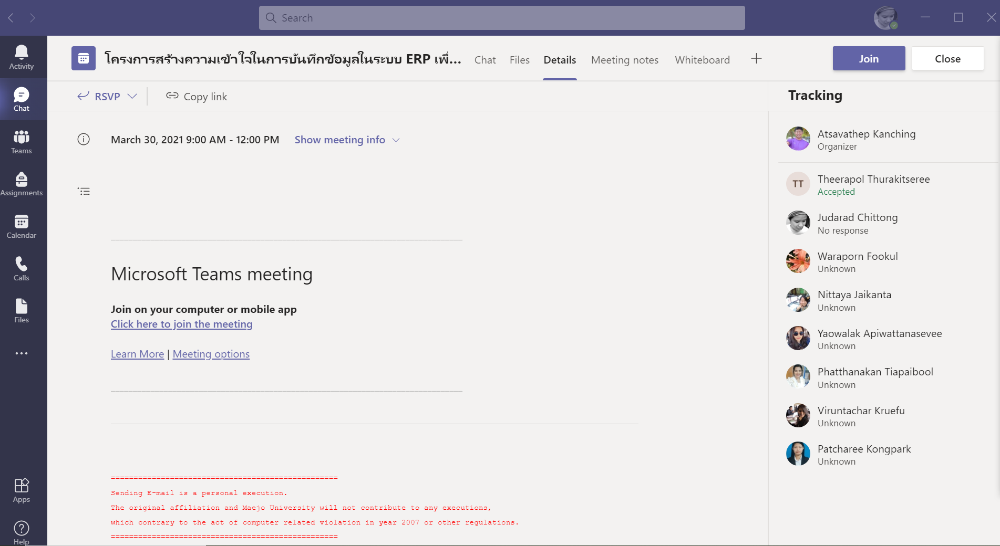 Search
Activity
Chat
Teams
Assignments
Calendar
Calls
Files
Apps
Help
โครงการสร้างความเข้าใจในการบันทึกข้อมูลในระบบ ERP เพื่...
Chat
Files
Details
Meeting notes
Whiteboard
Join
Close
RSVP
Copy link
March 30, 2021 9:00 AM - 12:00 PM
Show meeting info
Microsoft Teams meeting
Join on your computer or mobile app
Click here to join the meeting
Learn More | Meeting options
==================================================
Sending E-mail is a personal execution.
The original affiliation and Maejo University will not contribute to any executions,
which contrary to the act of computer related violation in year 2007 or other regulations.
==================================================
Tracking
Atsavathep Kanching
Organizer
TT
Theerapol Thurakitseree
Accepted
Judarad Chittong
No response
Waraporn Fookul
Unknown
Nittaya Jaikanta
Unknown
Yaowalak Apiwattanasevee
Unknown
Phatthanakan Tiapaibool
Unknown
Viruntachar Kruefu
Unknown
Patcharee Kongpark
Unknown